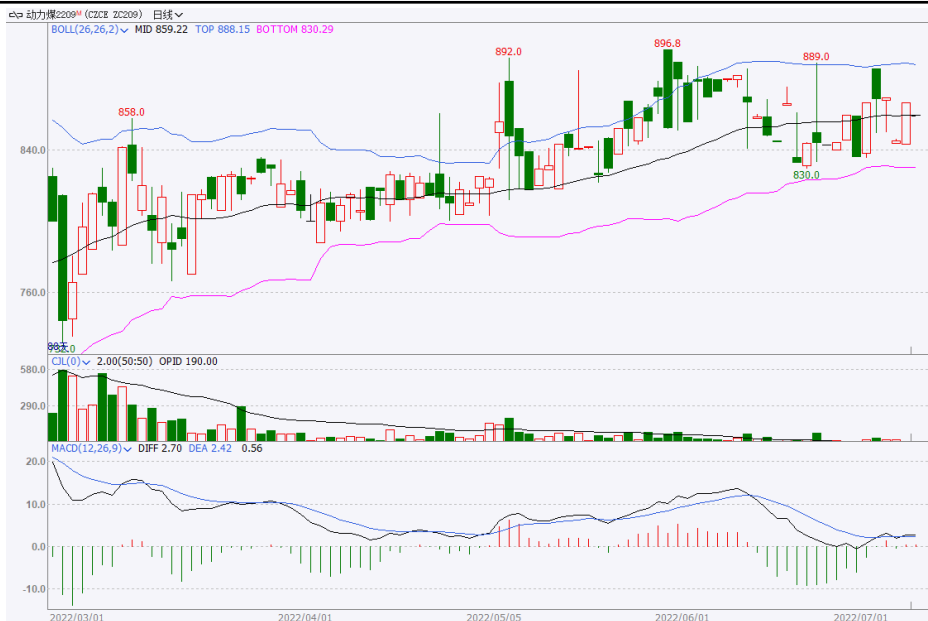 动力煤2209ᴹ (CZCE ZC209) 日线
BOLL(26,26,2) MID 859.22 TOP 888.15 BOTTOM 830.29
896.8
892.0
889.0
858.0
840.0
830.0
760.0
CJL(0) 2.00(50:50) OPID 190.00
580.0
290.0
MACD(12,26,9) DIFF 2.70 DEA 2.42 0.56
20.0
10.0
0.0
-10.0
2022/03/01 2022/04/01 2022/05/05 2022/06/01 2022/07/01